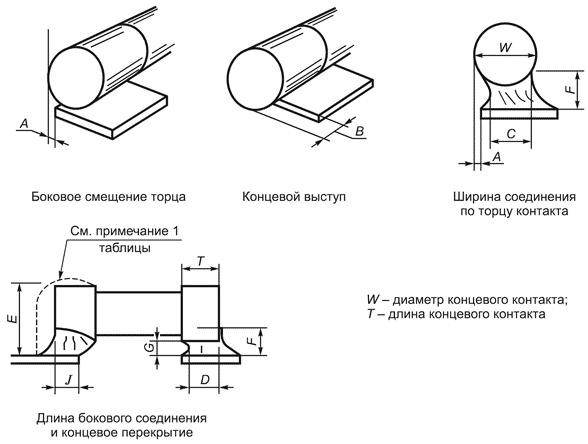 A
Боковое смещение торца
B
Концевой выступ
W
F
C
A
Ширина соединения
по торцу контакта
См. примечание 1
таблицы
T
E
G
F
J
D
W – диаметр концевого контакта;
T – длина концевого контакта
Длина бокового соединения
и концевое перекрытие